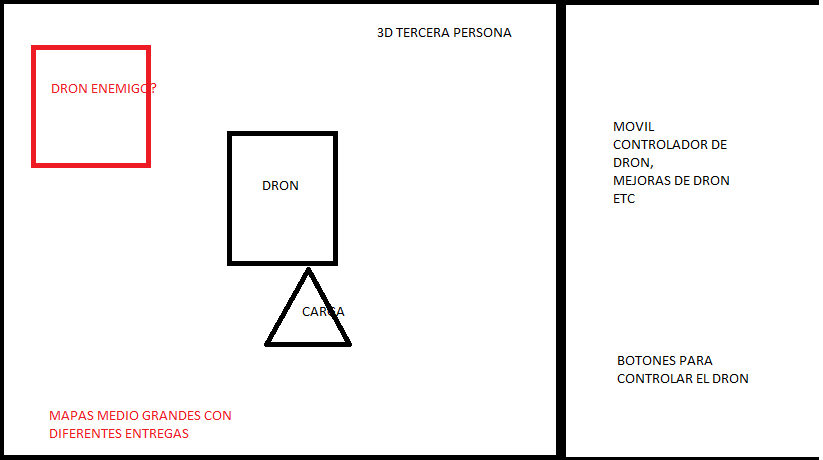 3D TERCERA PERSONA
DRON ENEMIGO?
DRON
CARGA
MAPAS MEDIO GRANDES CON
DIFERENTES ENTREGAS
MOVIL
CONTROLADOR DE
DRON,
MEJORAS DE DRON
ETC
BOTONES PARA
CONTROLAR EL DRON